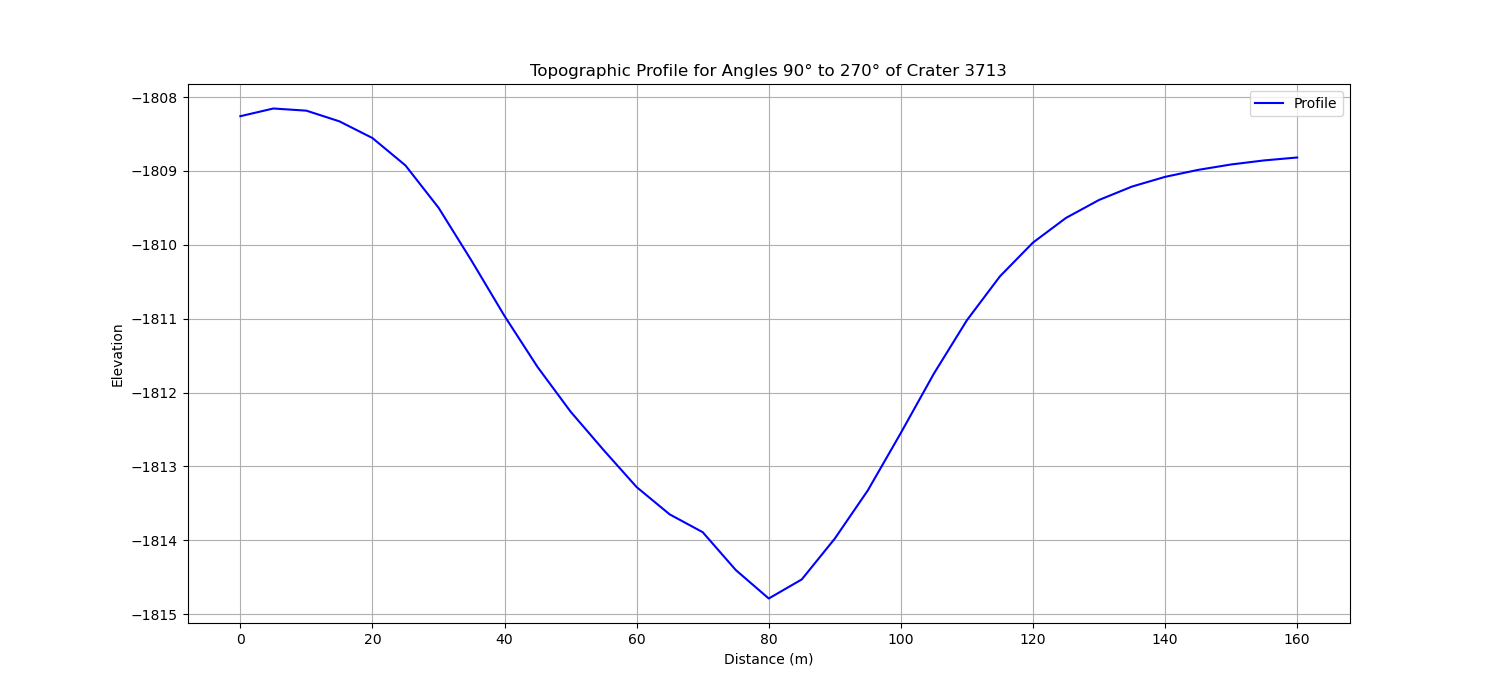 Topographic Profile for Angles 90° to 270° of Crater 3713
Profile
−1808
−1809
−1810
−1811
−1812
−1813
−1814
−1815
Elevation
0 20 40 60 80 100 120 140 160
Distance (m)